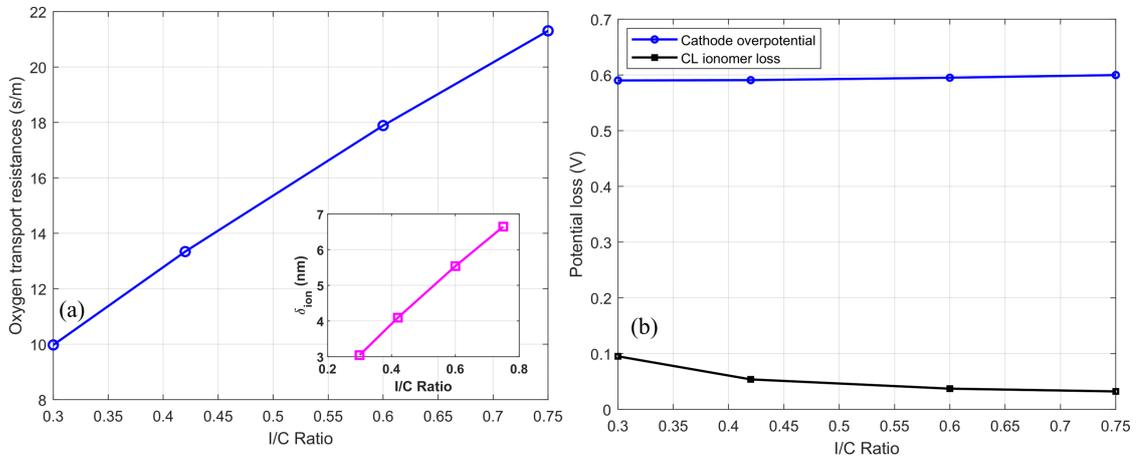 22
20
18
16
14
12
10
8
Oxygen transport resistances (s/m)
(a)
0.3 0.35 0.4 0.45 0.5 0.55 0.6 0.65 0.7 0.75
I/C Ratio
7
6
5
4
3
δion (nm)
0.2 0.4 0.6 0.8
I/C Ratio
0.7
0.6
0.5
0.4
0.3
0.2
0.1
0
Potential loss (V)
Cathode overpotential
CL ionomer loss
(b)
0.3 0.35 0.4 0.45 0.5 0.55 0.6 0.65 0.7 0.75
I/C Ratio